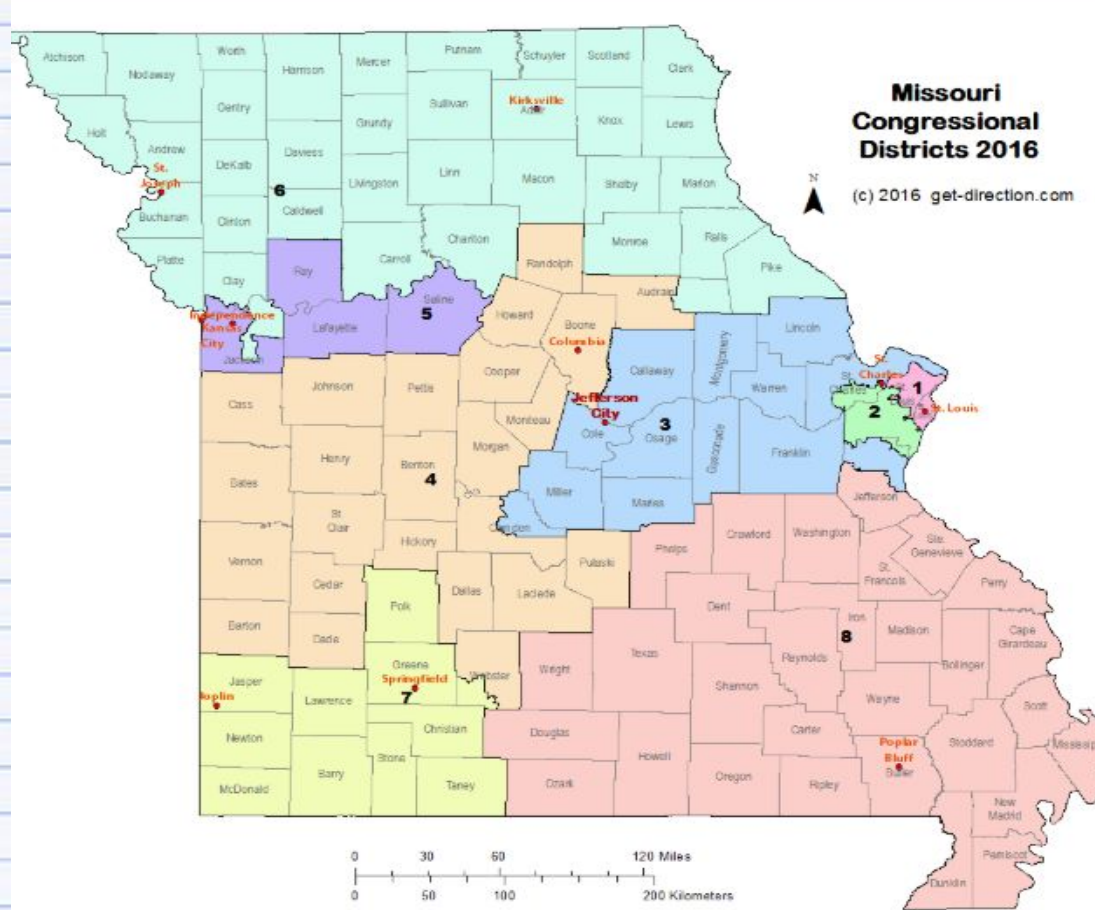 Missouri
Congressional
Districts 2016
N
(c) 2016 get-direction.com
Atchison
Nodaway
Worth
Harrison
Mercer
Putnam
Schuyler
Scotland
Clark
Gentry
Sullivan
Kirksville
Adair
Knox
Lewis
Holt
Andrew
Grundy
DeKalb
Daviess
St.
Joseph
Linn
Macon
Shelby
Marion
Livingston
6
Buchanan
Clinton
Caldwell
Chariton
Monroe
Ralls
Platte
Clay
Ray
Carroll
Randolph
Pike
Saline
Audrain
Independence
Kansas
City
Jackson
Lafayette
5
Howard
Boone
Columbia
Lincoln
Montgomery
Callaway
Warren
St.
Charles
St.
Charles
1
St. Louis
2
Cass
Johnson
Pettis
Cooper
Moniteau
Jefferson
City
Cole
Osage
3
Gasconade
Franklin
Henry
Benton
4
Morgan
Bates
Miller
Maries
Jefferson
St.
Clair
Camden
Hickory
Vernon
Pulaski
Phelps
Crawford
Washington
Ste.
Genevieve
St.
Francois
Perry
Cedar
Polk
Dallas
Laclede
Dent
Iron
8
Madison
Cape
Girardeau
Barton
Dade
Texas
Reynolds
Bollinger
Jasper
Greene
Springfield
7
Webster
Wright
Shannon
Wayne
Scott
Joplin
Lawrence
Newton
Christian
Douglas
Howell
Carter
Stoddard
Mississip
Stone
Barry
Taney
Ozark
Oregon
Ripley
Poplar
Bluff
Butler
McDonald
New
Madrid
Pemiscot
Dunklin
0 30 60 120 Miles
0 50 100 200 Kilometers